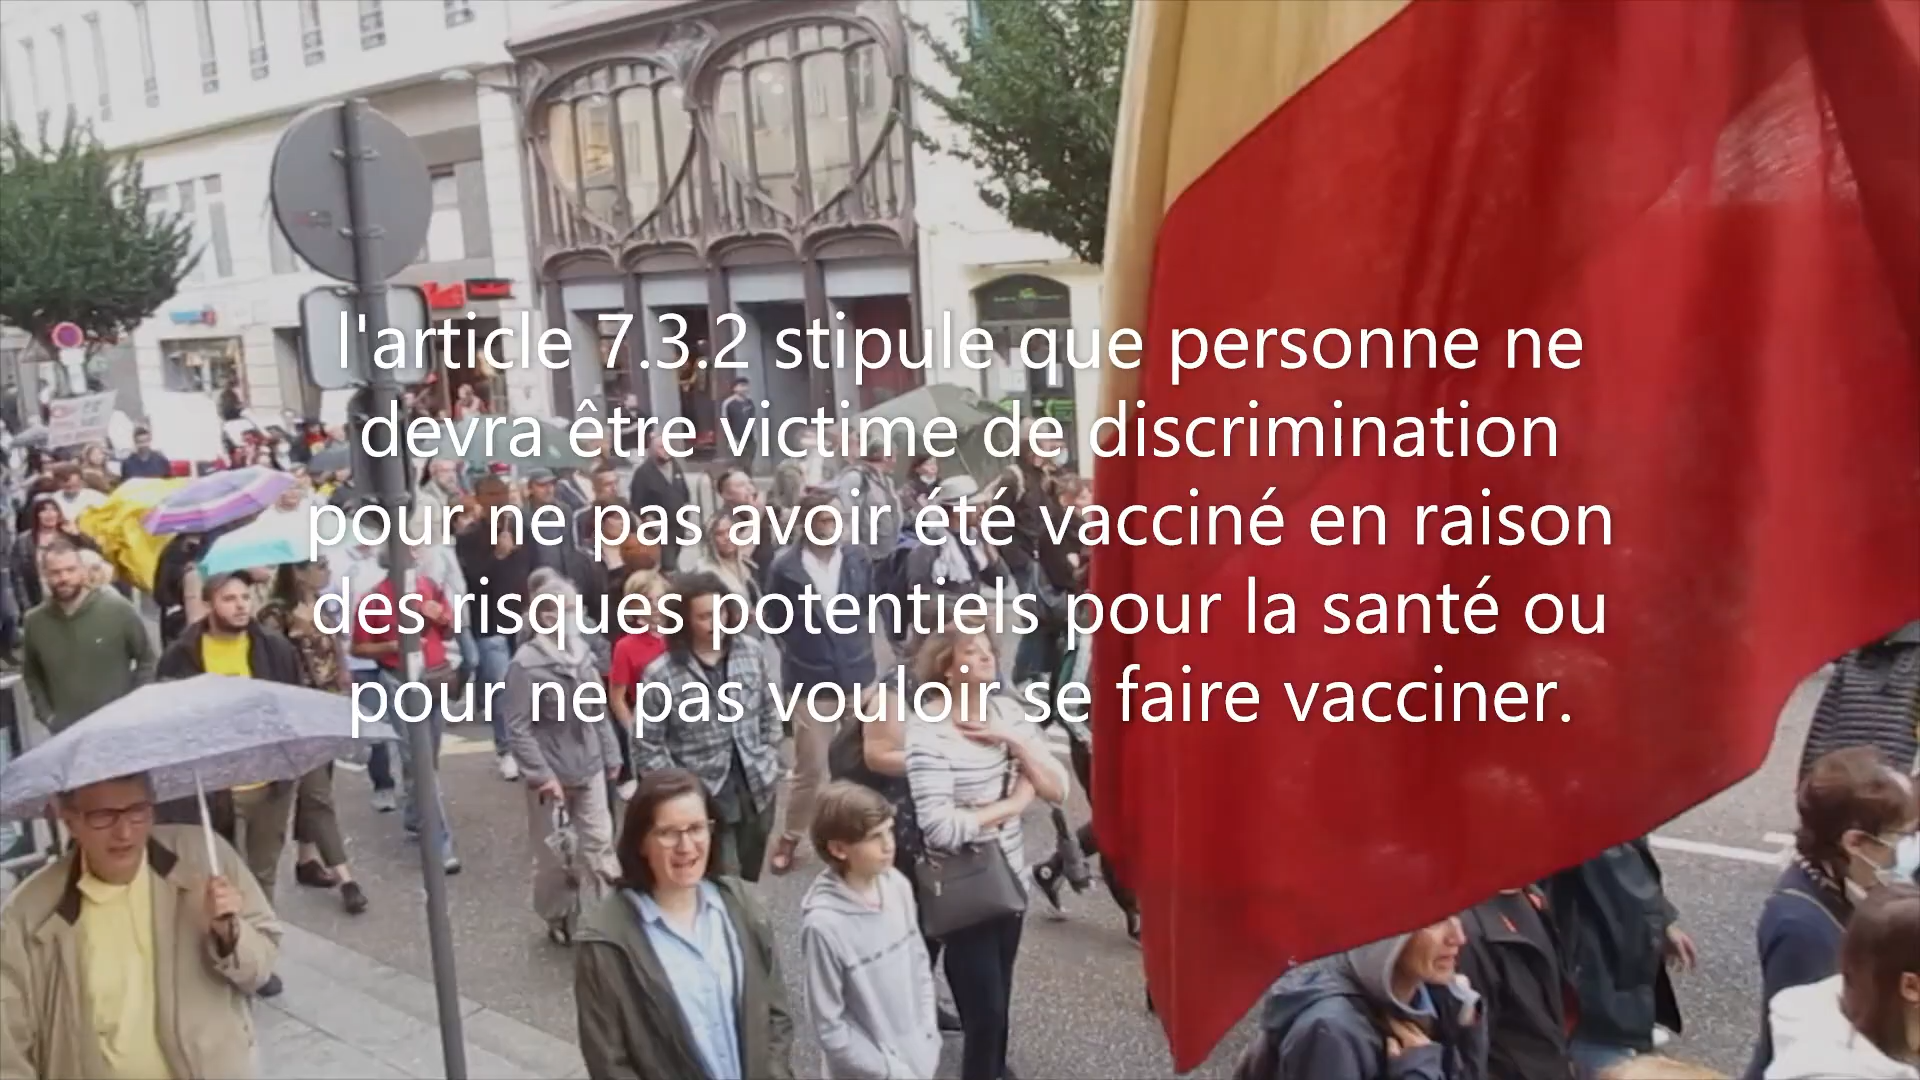 l'article 7.3.2 stipule que personne ne
devra être victime de discrimination
pour ne pas avoir été vacciné en raison
des risques potentiels pour la santé ou
pour ne pas vouloir se faire vacciner.